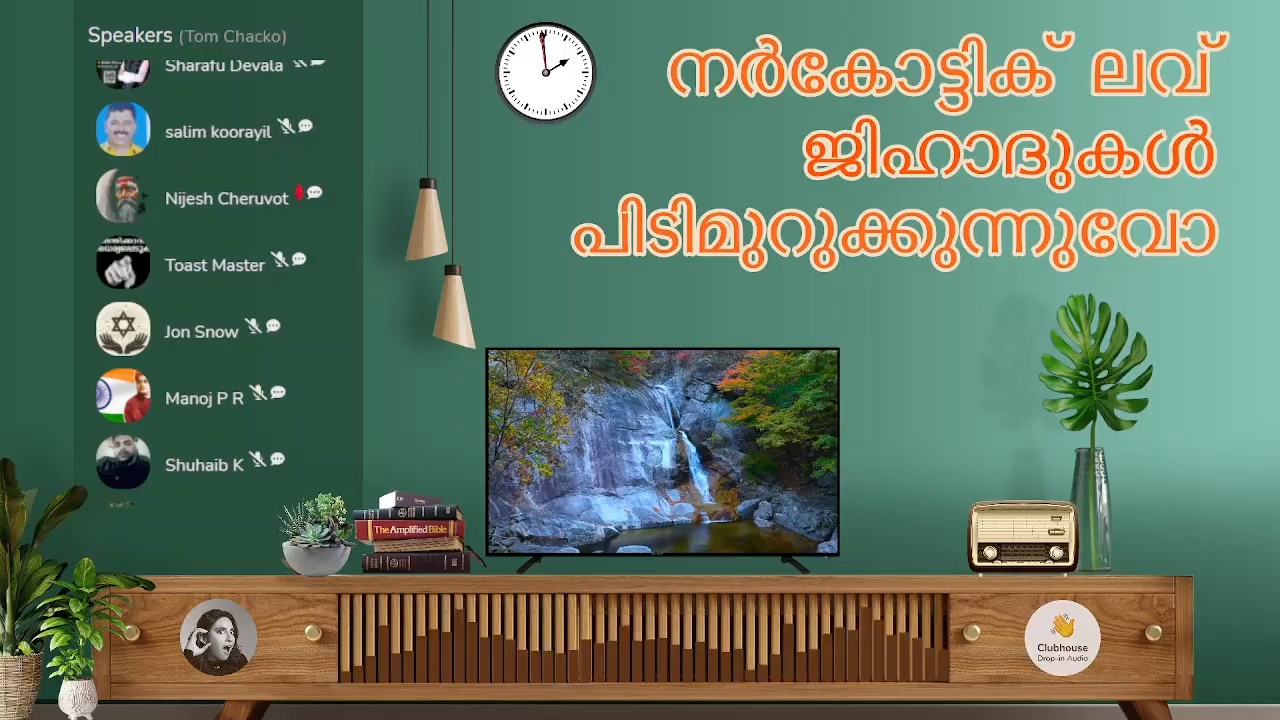 Speakers (Tom Chacko)
Sharafu Devala
salim koorayil
Nijesh Cheruvot
Toast Master
Jon Snow
Manoj P R
Shuhaib K
നർകോട്ടിക് ലവ്
ജിഹാദുകൾ
പിടിമുറുക്കുന്നുവോ
The Amplified Bible
Clubhouse
Drop-in Audio